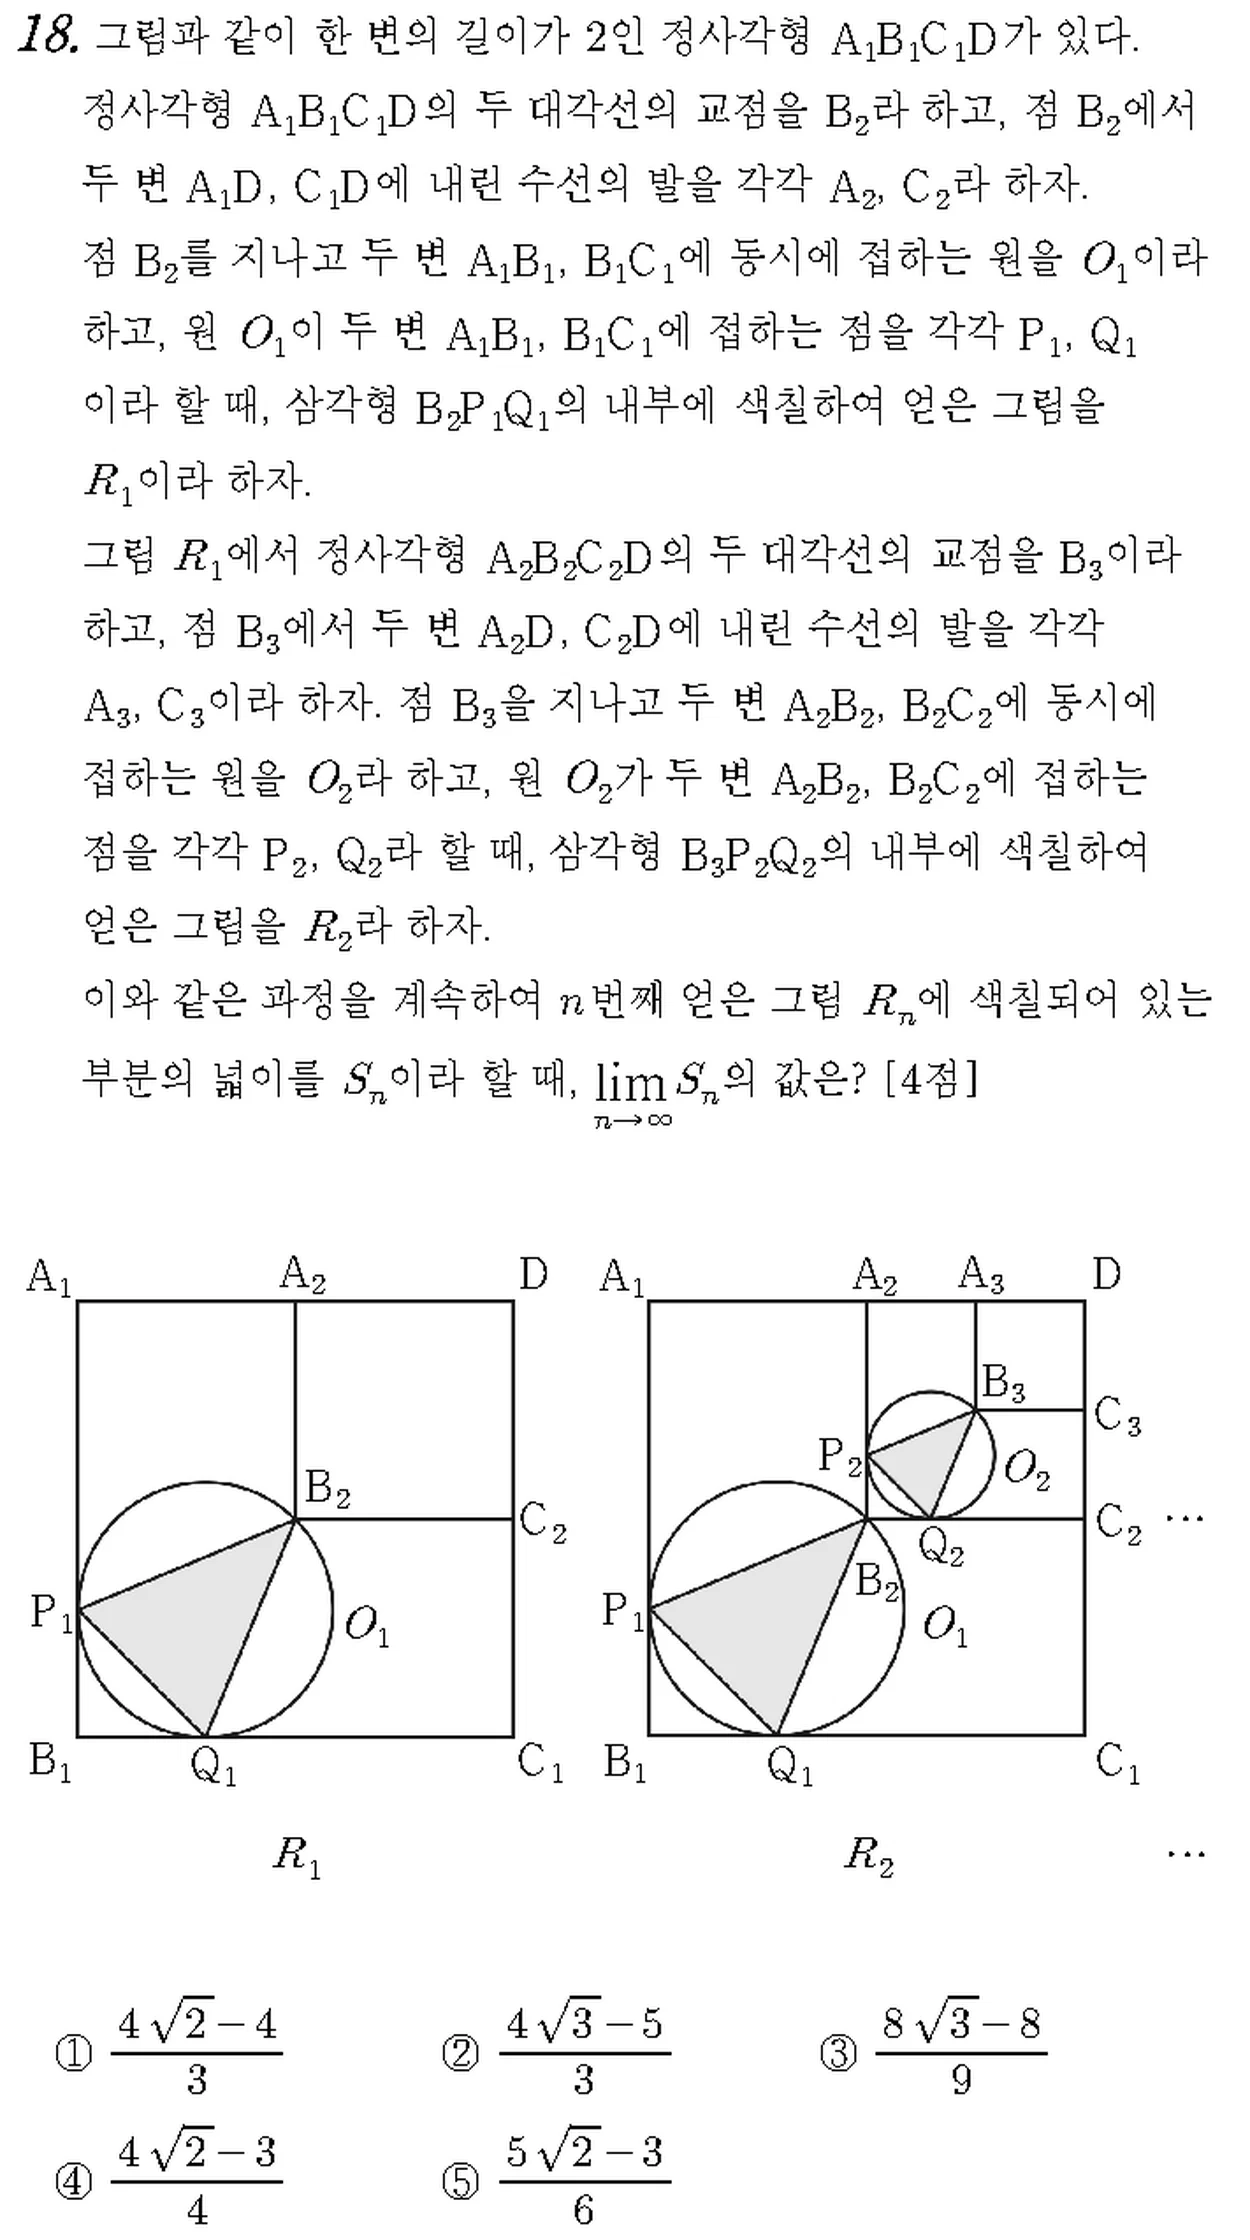 18. 그림과 같이 한 변의 길이가 2인 정사각형 A₁B₁C₁D가 있다.
정사각형 A₁B₁C₁D의 두 대각선의 교점을 B₂라 하고, 점 B₂에서
두 변 A₁D, C₁D에 내린 수선의 발을 각각 A₂, C₂라 하자.
점 B₂를 지나고 두 변 A₁B₁, B₁C₁에 동시에 접하는 원을 O₁이라
하고, 원 O₁이 두 변 A₁B₁, B₁C₁에 접하는 점을 각각 P₁, Q₁
이라 할 때, 삼각형 B₂P₁Q₁의 내부에 색칠하여 얻은 그림을
R₁이라 하자.
그림 R₁에서 정사각형 A₂B₂C₂D의 두 대각선의 교점을 B₃이라
하고, 점 B₃에서 두 변 A₂D, C₂D에 내린 수선의 발을 각각
A₃, C₃이라 하자. 점 B₃을 지나고 두 변 A₂B₂, B₂C₂에 동시에
접하는 원을 O₂라 하고, 원 O₂가 두 변 A₂B₂, B₂C₂에 접하는
점을 각각 P₂, Q₂라 할 때, 삼각형 B₃P₂Q₂의 내부에 색칠하여
얻은 그림을 R₂라 하자.
이와 같은 과정을 계속하여 n번째 얻은 그림 Rₙ에 색칠되어 있는
부분의 넓이를 Sₙ이라 할 때, lim n→∞ Sₙ의 값은? [4점]
A₁ A₂ D A₁ A₂ A₃ D
B₃
C₃
P₂ O₂
B₂ C₂ C₂ ⋯
Q₂
B₂
P₁ O₁ P₁ O₁
B₁ Q₁ C₁ B₁ Q₁ C₁
R₁ R₂ ⋯
① (4√2−4)/3 ② (4√3−5)/3 ③ (8√3−8)/9
④ (4√2−3)/4 ⑤ (5√2−3)/6